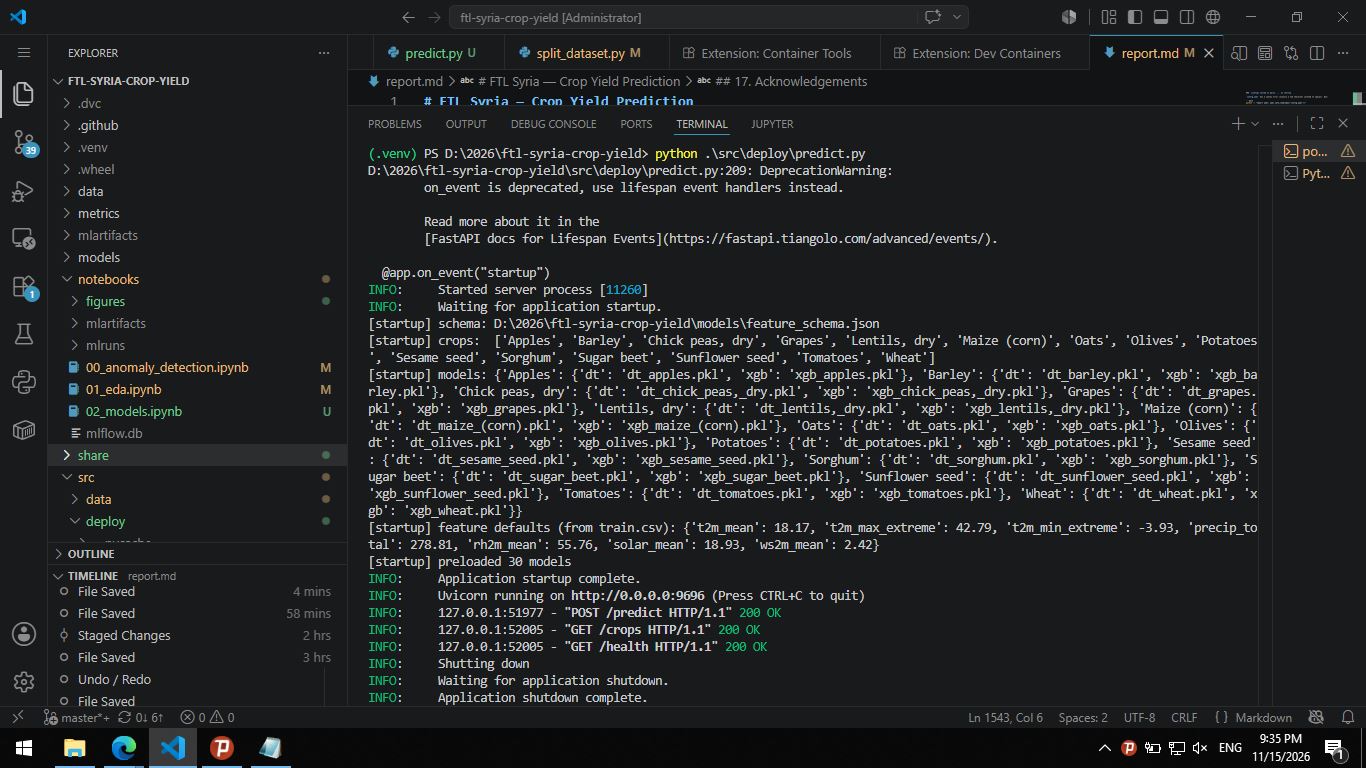 ftl-syria-crop-yield [Administrator]
EXPLORER
predict.py U
split_dataset.py M
Extension: Container Tools
Extension: Dev Containers
report.md M
FTL-SYRIA-CROP-YIELD
report.md > # FTL Syria — Crop Yield Prediction > ## 17. Acknowledgements
1 # FTL Syria — Crop Yield Prediction
.dvc
.github
.venv
.wheel
data
metrics
mlartifacts
models
notebooks
figures
mlartifacts
mlruns
00_anomaly_detection.ipynb M
01_eda.ipynb M
02_models.ipynb U
mlflow.db
share
src
data
deploy
OUTLINE
TIMELINE report.md
File Saved 4 mins
File Saved 58 mins
Staged Changes 2 hrs
File Saved 3 hrs
Undo / Redo
File Saved
39
1
PROBLEMS OUTPUT DEBUG CONSOLE PORTS TERMINAL JUPYTER
po...
Pyt...
(.venv) PS D:\2026\ftl-syria-crop-yield> python .\src\deploy\predict.py
D:\2026\ftl-syria-crop-yield\src\deploy\predict.py:209: DeprecationWarning:
on_event is deprecated, use lifespan event handlers instead.
Read more about it in the
[FastAPI docs for Lifespan Events](https://fastapi.tiangolo.com/advanced/events/).
@app.on_event("startup")
INFO: Started server process [11260]
INFO: Waiting for application startup.
[startup] schema: D:\2026\ftl-syria-crop-yield\models\feature_schema.json
[startup] crops: ['Apples', 'Barley', 'Chick peas, dry', 'Grapes', 'Lentils, dry', 'Maize (corn)', 'Oats', 'Olives', 'Potatoes
', 'Sesame seed', 'Sorghum', 'Sugar beet', 'Sunflower seed', 'Tomatoes', 'Wheat']
[startup] models: {'Apples': {'dt': 'dt_apples.pkl', 'xgb': 'xgb_apples.pkl'}, 'Barley': {'dt': 'dt_barley.pkl', 'xgb': 'xgb_ba
rley.pkl'}, 'Chick peas, dry': {'dt': 'dt_chick_peas,_dry.pkl', 'xgb': 'xgb_chick_peas,_dry.pkl'}, 'Grapes': {'dt': 'dt_grapes.
pkl', 'xgb': 'xgb_grapes.pkl'}, 'Lentils, dry': {'dt': 'dt_lentils,_dry.pkl', 'xgb': 'xgb_lentils,_dry.pkl'}, 'Maize (corn)': {
'dt': 'dt_maize_(corn).pkl', 'xgb': 'xgb_maize_(corn).pkl'}, 'Oats': {'dt': 'dt_oats.pkl', 'xgb': 'xgb_oats.pkl'}, 'Olives': {'
dt': 'dt_olives.pkl', 'xgb': 'xgb_olives.pkl'}, 'Potatoes': {'dt': 'dt_potatoes.pkl', 'xgb': 'xgb_potatoes.pkl'}, 'Sesame seed'
: {'dt': 'dt_sesame_seed.pkl', 'xgb': 'xgb_sesame_seed.pkl'}, 'Sorghum': {'dt': 'dt_sorghum.pkl', 'xgb': 'xgb_sorghum.pkl'}, 'S
ugar beet': {'dt': 'dt_sugar_beet.pkl', 'xgb': 'xgb_sugar_beet.pkl'}, 'Sunflower seed': {'dt': 'dt_sunflower_seed.pkl', 'xgb':
'xgb_sunflower_seed.pkl'}, 'Tomatoes': {'dt': 'dt_tomatoes.pkl', 'xgb': 'xgb_tomatoes.pkl'}, 'Wheat': {'dt': 'dt_wheat.pkl', 'x
gb': 'xgb_wheat.pkl'}}
[startup] feature defaults (from train.csv): {'t2m_mean': 18.17, 't2m_max_extreme': 42.79, 't2m_min_extreme': -3.93, 'precip_to
tal': 278.81, 'rh2m_mean': 55.76, 'solar_mean': 18.93, 'ws2m_mean': 2.42}
[startup] preloaded 30 models
INFO: Application startup complete.
INFO: Uvicorn running on http://0.0.0.0:9696 (Press CTRL+C to quit)
INFO: 127.0.0.1:51977 - "POST /predict HTTP/1.1" 200 OK
INFO: 127.0.0.1:52005 - "GET /crops HTTP/1.1" 200 OK
INFO: 127.0.0.1:52005 - "GET /health HTTP/1.1" 200 OK
INFO: Shutting down
INFO: Waiting for application shutdown.
INFO: Application shutdown complete.
master*+ 0↓ 6↑ 0 0
Ln 1543, Col 6 Spaces: 2 UTF-8 CRLF {} Markdown
ENG
9:35 PM
11/15/2026
1